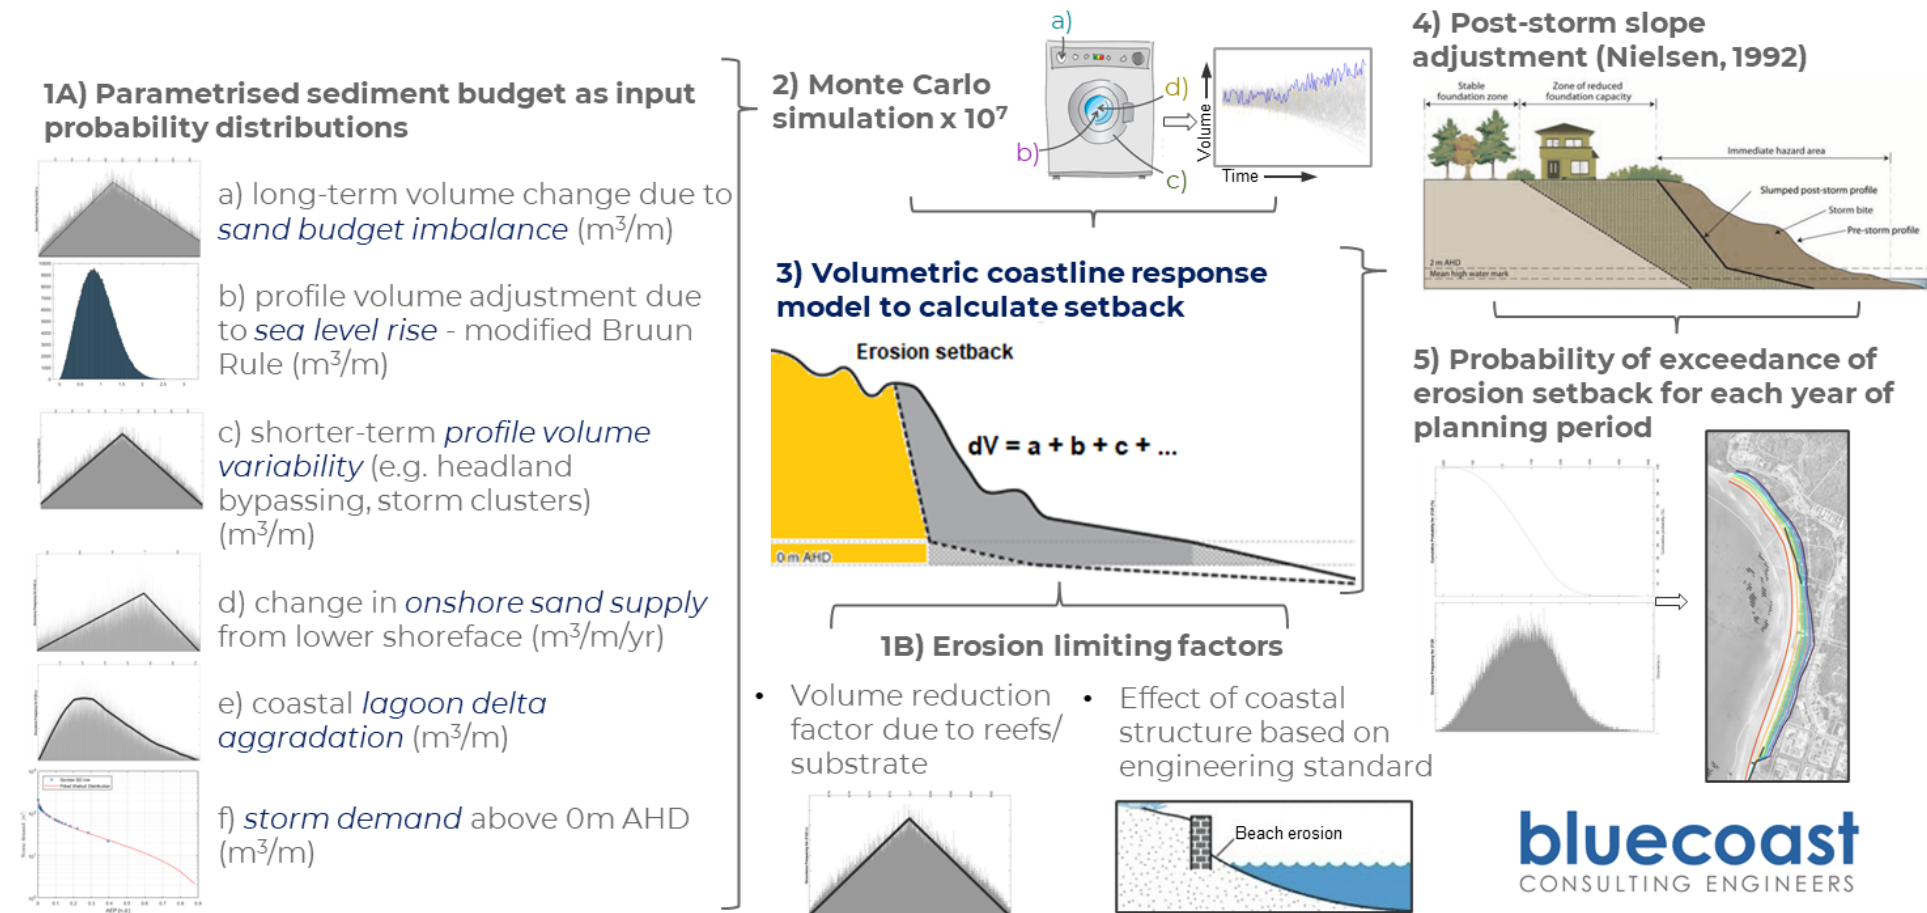 1A) Parametrised sediment budget as input
probability distributions
a) long-term volume change due to
sand budget imbalance (m³/m)
b) profile volume adjustment due
to sea level rise - modified Bruun
Rule (m³/m)
c) shorter-term profile volume
variability (e.g. headland
bypassing, storm clusters)
(m³/m)
d) change in onshore sand supply
from lower shoreface (m³/m/yr)
e) coastal lagoon delta
aggradation (m³/m)
f) storm demand above 0m AHD
(m³/m)
2) Monte Carlo
simulation x 10⁷
a)
b)
c)
d)
Volume
Time
3) Volumetric coastline response
model to calculate setback
Erosion setback
dV = a + b + c + ...
0 m AHD
1B) Erosion limiting factors
• Volume reduction
factor due to reefs/
substrate
• Effect of coastal
structure based on
engineering standard
Beach erosion
4) Post-storm slope
adjustment (Nielsen, 1992)
Stable
foundation zone
Zone of reduced
foundation capacity
Immediate hazard area
Slumped post-storm profile
Storm bite
Pre-storm profile
2 m AHD
Mean high water mark
5) Probability of exceedance of
erosion setback for each year of
planning period
bluecoast
CONSULTING ENGINEERS